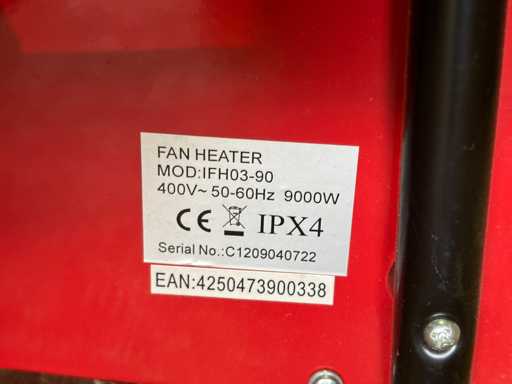 FAN HEATER
MOD:IFH03-90
400V~ 50-60Hz 9000W
CE IPX4
Serial No.:C1209040722
EAN:4250473900338